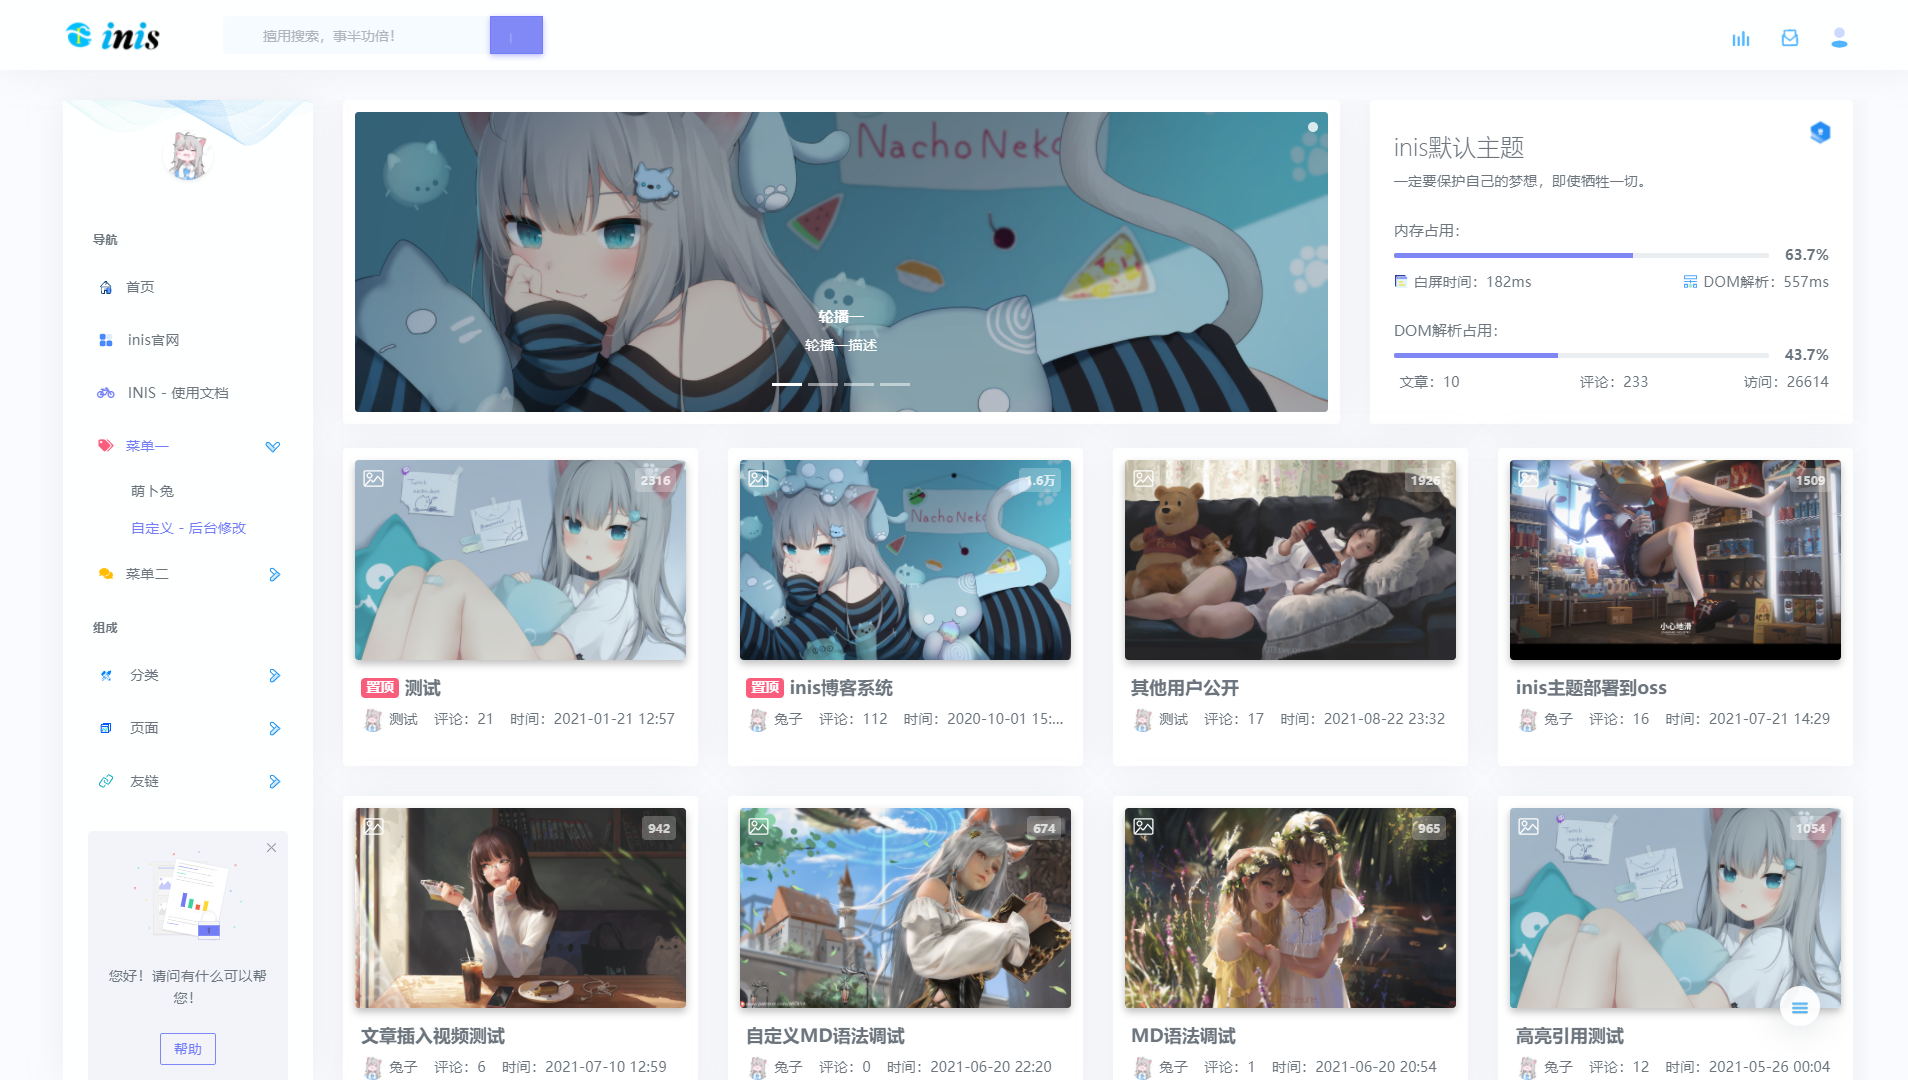 inis
擅用搜索，事半功倍！
导航
首页
inis官网
INIS - 使用文档
菜单一
萌卜兔
自定义 - 后台修改
菜单二
组成
分类
页面
友链
您好！请问有什么可以帮
您！
帮助
NachoNeko
轮播一
轮播一描述
inis默认主题
一定要保护自己的梦想，即使牺牲一切。
内存占用：
63.7%
白屏时间：182ms
DOM解析：557ms
DOM解析占用：
43.7%
文章：10
评论：233
访问：26614
2316
置顶 测试
测试 评论：21 时间：2021-01-21 12:57
1.6万
NachoNeko
置顶 inis博客系统
兔子 评论：112 时间：2020-10-01 15:...
1926
其他用户公开
测试 评论：17 时间：2021-08-22 23:32
1509
小心地滑
inis主题部署到oss
兔子 评论：16 时间：2021-07-21 14:29
942
文章插入视频测试
兔子 评论：6 时间：2021-07-10 12:59
674
自定义MD语法调试
兔子 评论：0 时间：2021-06-20 22:20
965
MD语法调试
兔子 评论：1 时间：2021-06-20 20:54
1054
高亮引用测试
兔子 评论：12 时间：2021-05-26 00:04